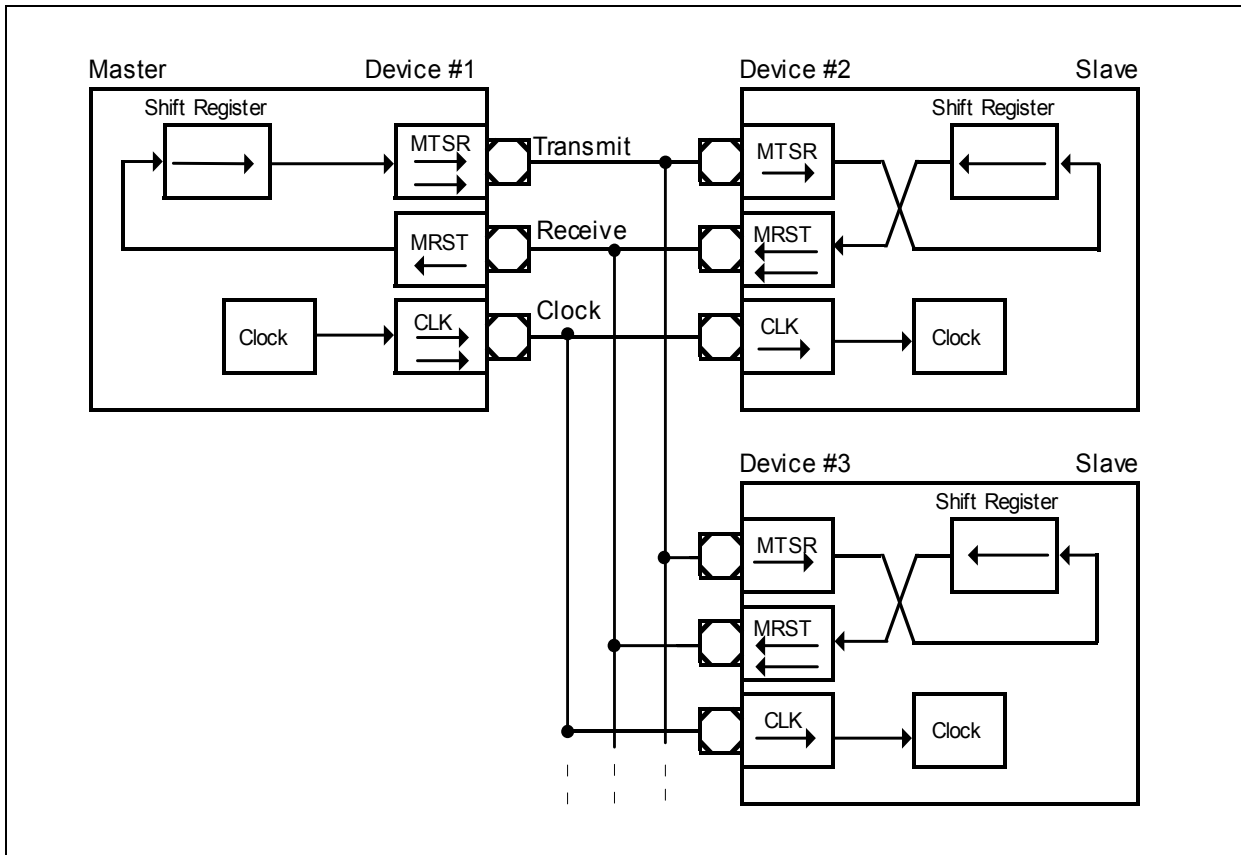 Master
Device #1
Shift Register
MTSR
Transmit
MRST
Receive
Clock
CLK
Clock
Device #2
Slave
MTSR
Shift Register
MRST
CLK
Clock
Device #3
Slave
MTSR
Shift Register
MRST
CLK
Clock